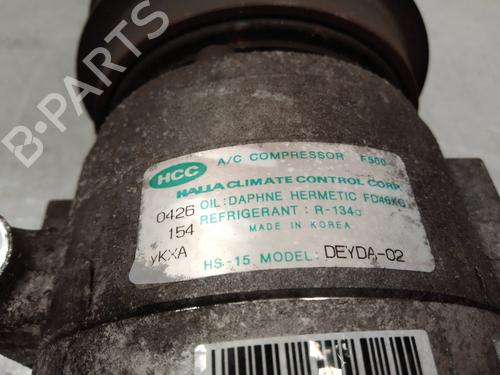 B-PARTS
HCC
A/C COMPRESSOR F500
HALLA CLIMATE CONTROL CORP.
0426 OIL: DAPHNE HERMETIC FD46XG
154 REFRIGERANT : R-134a
MADE IN KOREA
yKXA
HS-15 MODEL: DEYDA-02